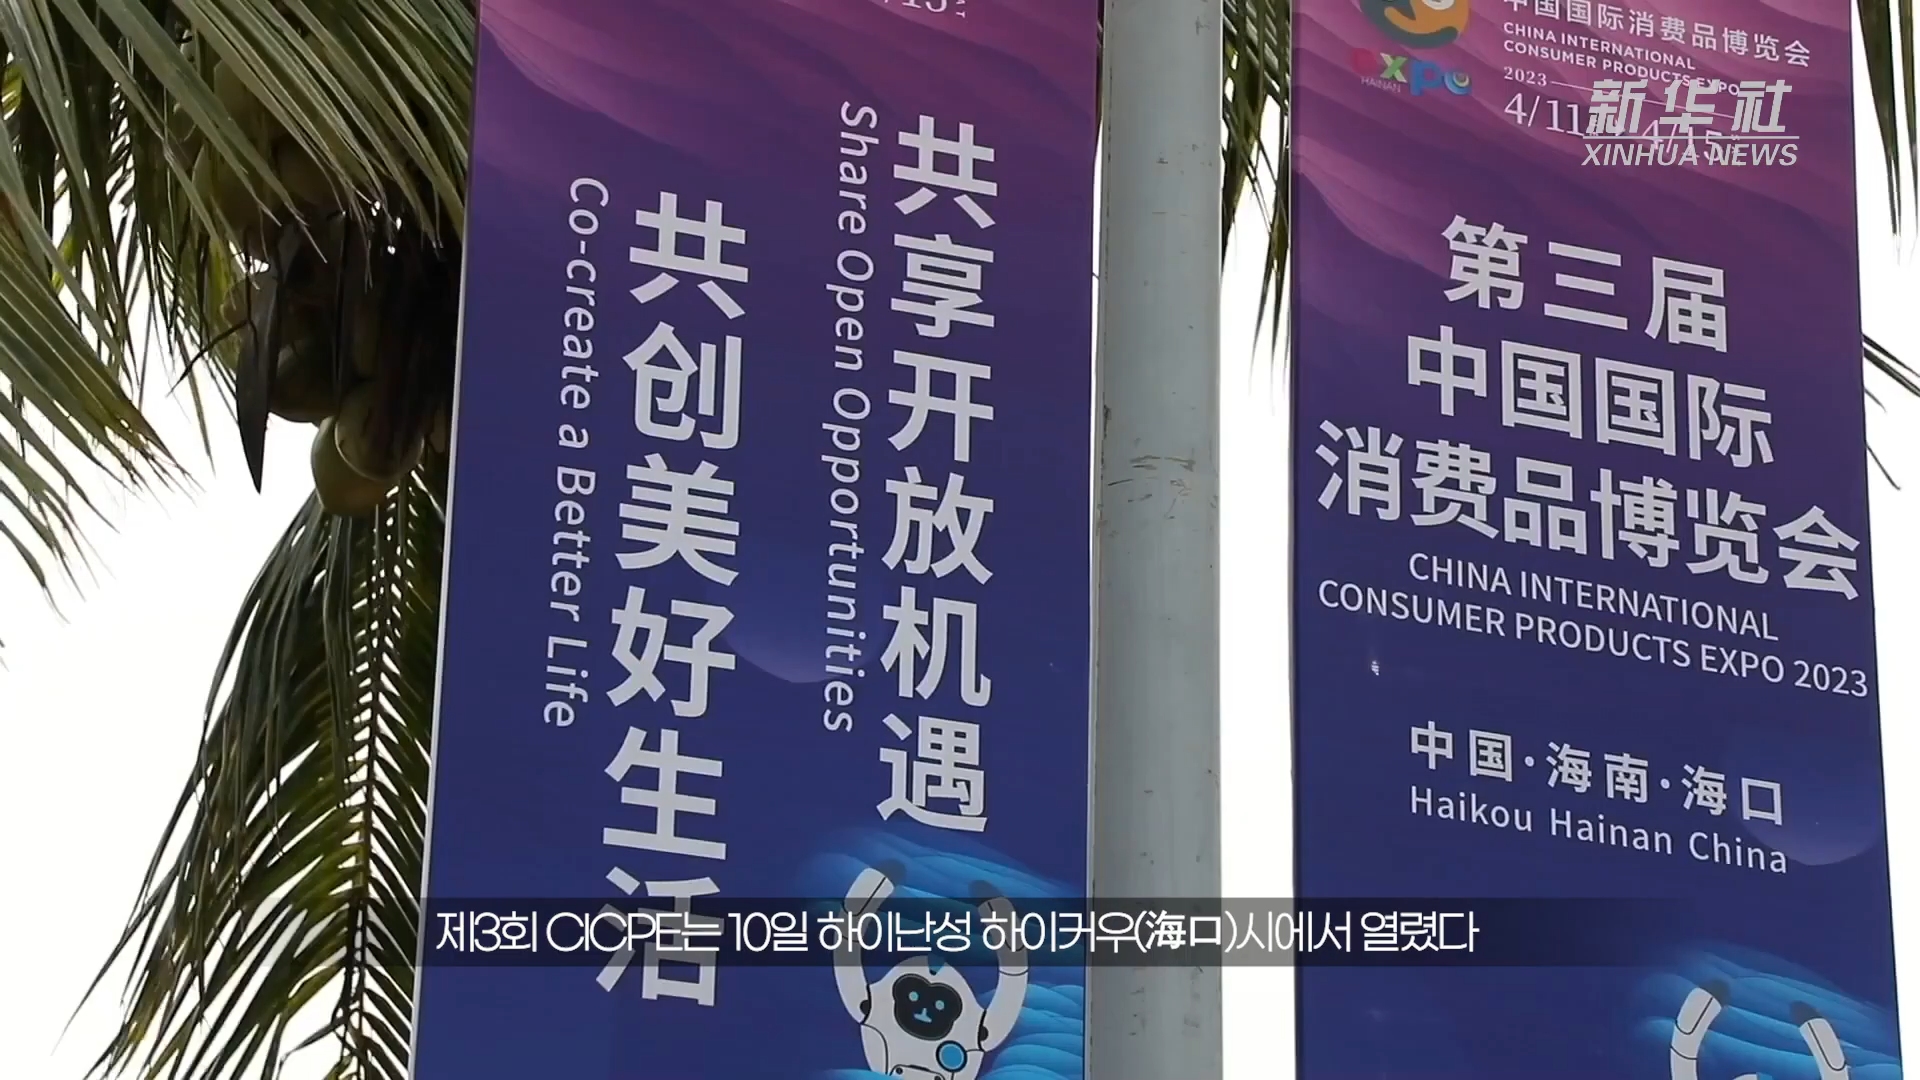 共享开放机遇
Share Open Opportunities
共创美好生活
Co-create a Better Life
expo
HAINAN
中国国际消费品博览会
CHINA INTERNATIONAL
CONSUMER PRODUCTS EXPO
2023
4/11
4/15
新华社
XINHUA NEWS
第三届
中国国际
消费品博览会
CHINA INTERNATIONAL
CONSUMER PRODUCTS EXPO 2023
中国·海南·海口
Haikou Hainan China
제3회 CICPE는 10일 하이난성 하이커우(海口)시에서 열렸다